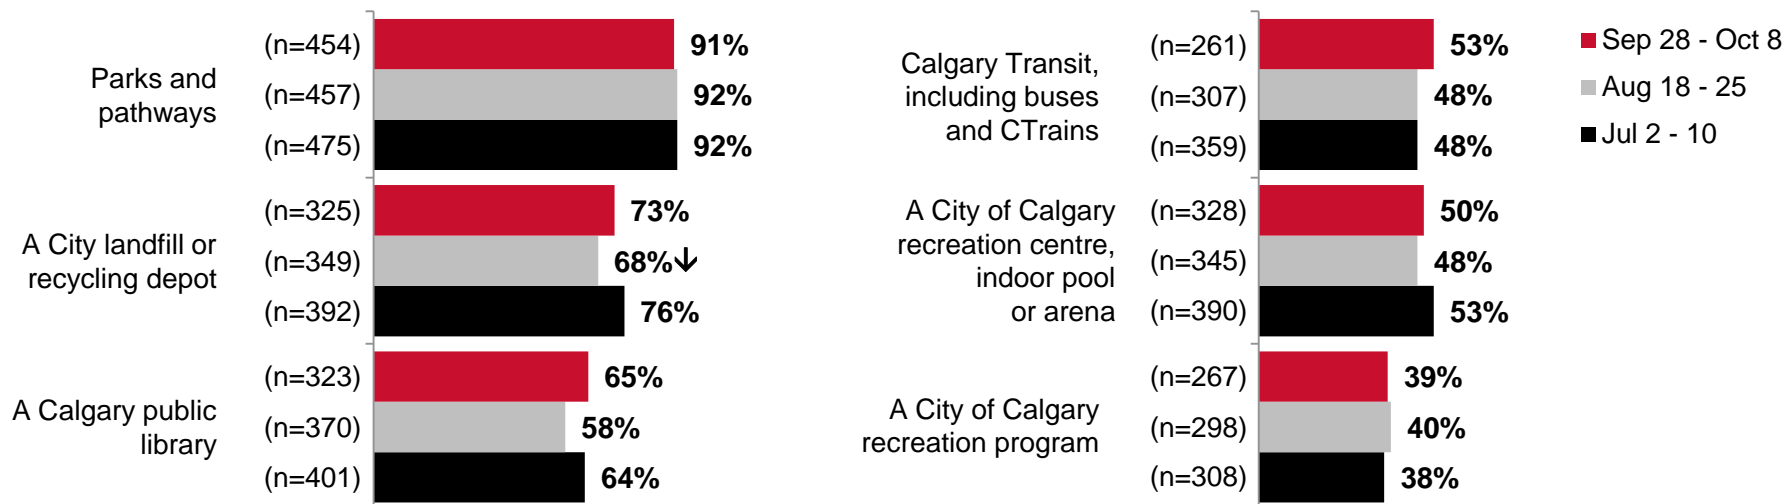 Parks and
pathways
(n=454) 91%
(n=457) 92%
(n=475) 92%
A City landfill or
recycling depot
(n=325) 73%
(n=349) 68%↓
(n=392) 76%
A Calgary public
library
(n=323) 65%
(n=370) 58%
(n=401) 64%
Calgary Transit,
including buses
and CTrains
(n=261) 53%
(n=307) 48%
(n=359) 48%
A City of Calgary
recreation centre,
indoor pool
or arena
(n=328) 50%
(n=345) 48%
(n=390) 53%
A City of Calgary
recreation program
(n=267) 39%
(n=298) 40%
(n=308) 38%
Sep 28 - Oct 8
Aug 18 - 25
Jul 2 - 10